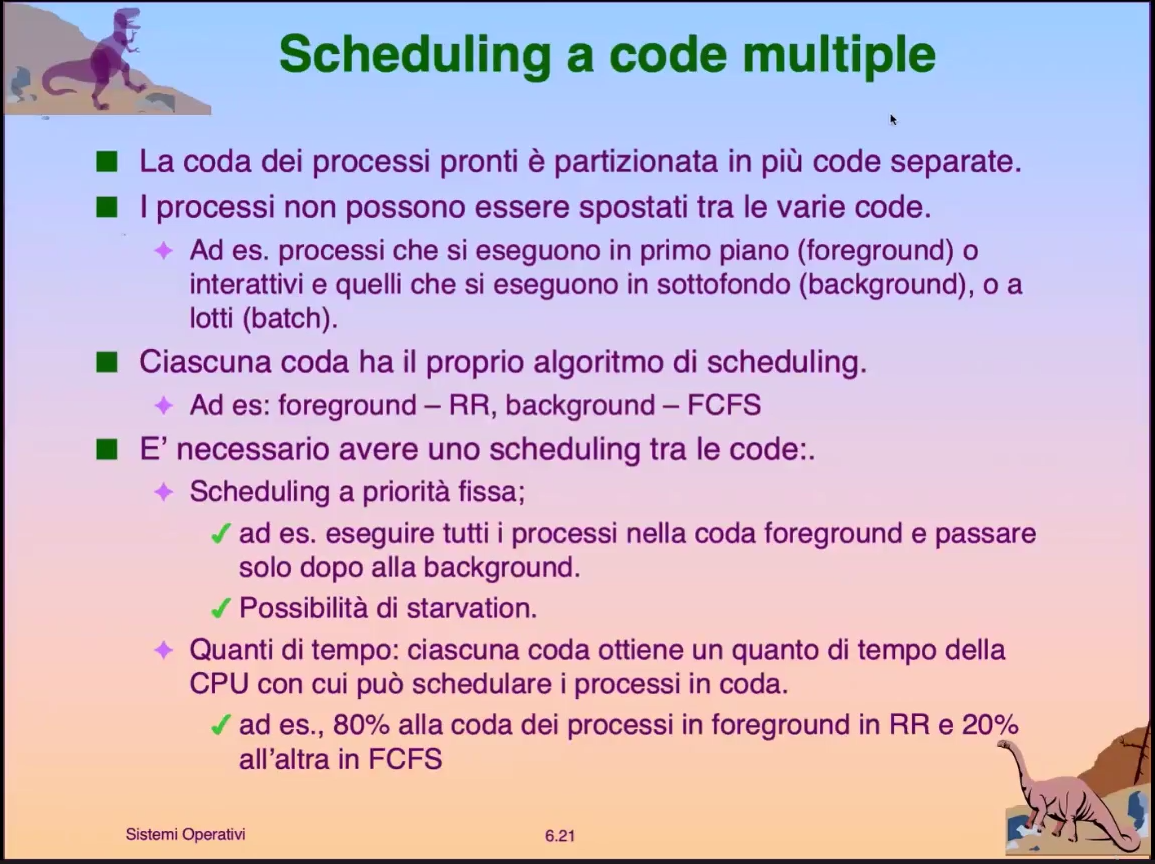 Scheduling a code multiple
La coda dei processi pronti è partizionata in più code separate.
I processi non possono essere spostati tra le varie code.
Ad es. processi che si eseguono in primo piano (foreground) o
interattivi e quelli che si eseguono in sottofondo (background), o a
lotti (batch).
Ciascuna coda ha il proprio algoritmo di scheduling.
Ad es: foreground – RR, background – FCFS
E' necessario avere uno scheduling tra le code:.
Scheduling a priorità fissa;
ad es. eseguire tutti i processi nella coda foreground e passare
solo dopo alla background.
Possibilità di starvation.
Quanti di tempo: ciascuna coda ottiene un quanto di tempo della
CPU con cui può schedulare i processi in coda.
ad es., 80% alla coda dei processi in foreground in RR e 20%
all'altra in FCFS
Sistemi Operativi
6.21